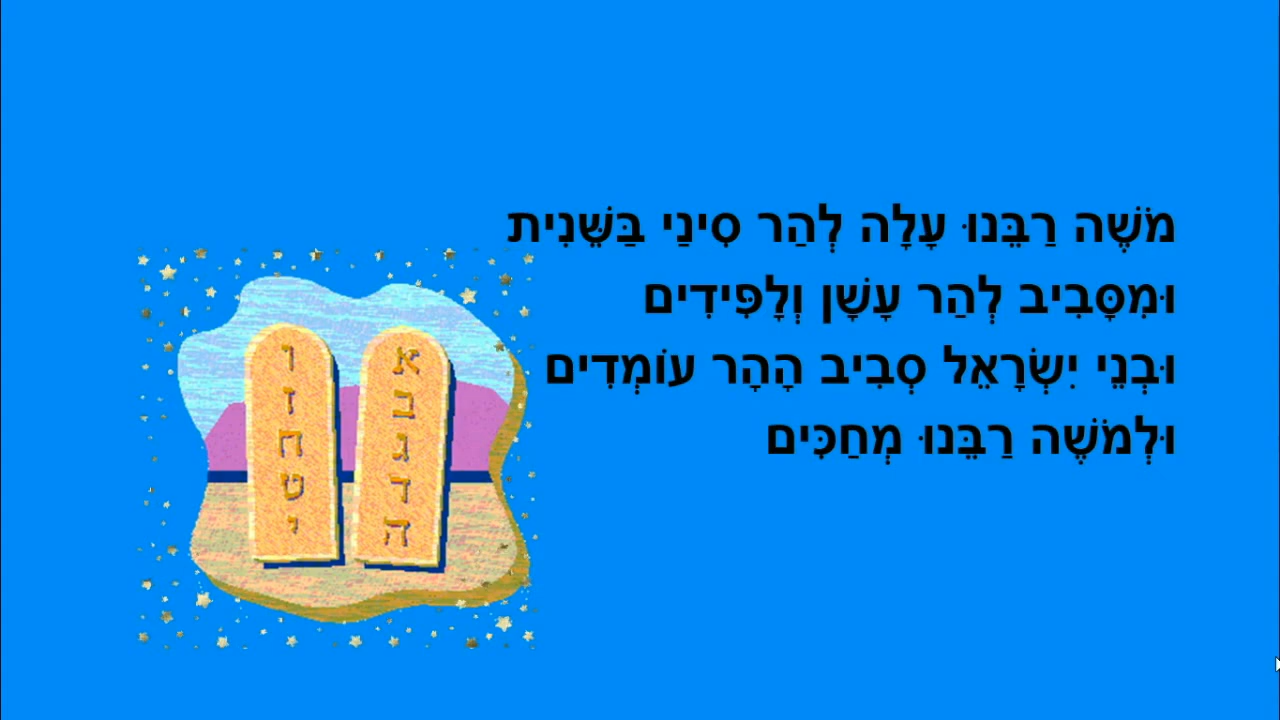 מֹשֶׁה רַבֵּנוּ עָלָה לְהַר סִינַי בַּשֵּׁנִית
וּמִסָּבִיב לְהַר עָשָׁן וְלָפִּידִים
וּבְנֵי יִשְׂרָאֵל סְבִיב הָהָר עוֹמְדִים
וּלְמֹשֶׁה רַבֵּנוּ מְחַכִּים
א
ב
ג
ד
ה
ו
ז
ח
ט
י